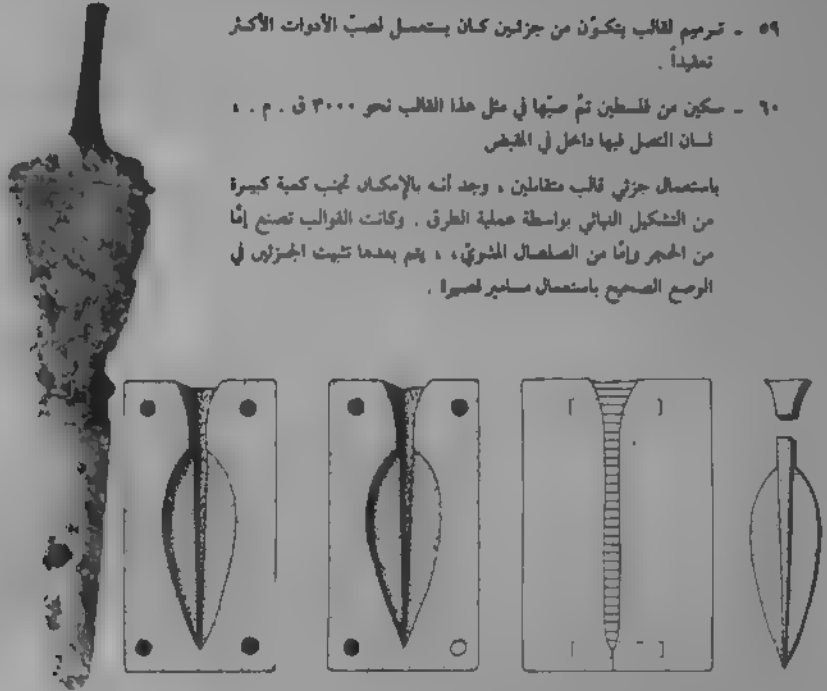 ٥٩ - ترميم لقالب يتكوّن من جزئين كان يستعمل لصبّ الأدوات الأكثر
تعقيداً .
٦٠ - سكين من فلسطين تمّ صبّها في مثل هذا القالب نحو ٣٠٠٠ ق . م . ،
لسان النصل فيها داخل في المقبض
باستعمال جزئي قالب متقابلين ، وجد أنه بالإمكان تجنب كمية كبيرة
من التشكيل النهائي بواسطة عملية الطرق . وكانت القوالب تصنع إمّا
من الحجر وإمّا من الصلصال المشويّ ، يتم بعدها تثبيت الجزئين في
الوضع الصحيح باستعمال مسامير قصيرة .